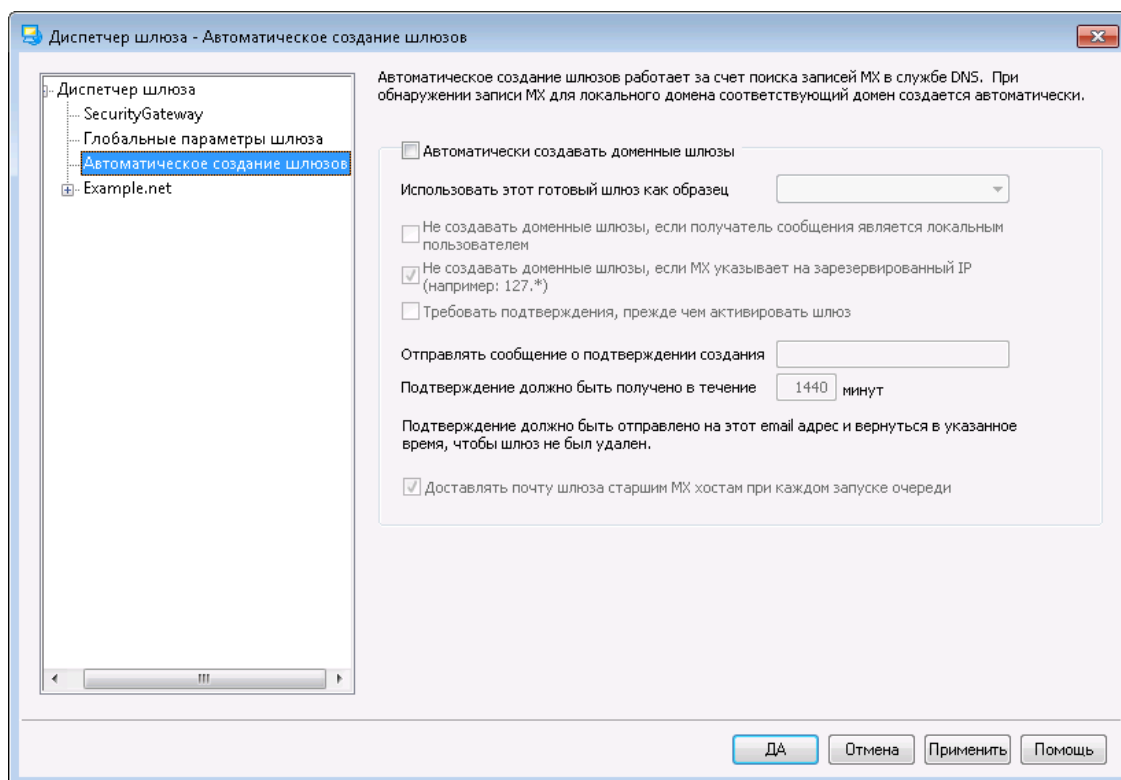 Диспетчер шлюза - Автоматическое создание шлюзов
Диспетчер шлюза
SecurityGateway
Глобальные параметры шлюза
Автоматическое создание шлюзов
Example.net
Автоматическое создание шлюзов работает за счет поиска записей MX в службе DNS. При
обнаружении записи MX для локального домена соответствующий домен создается автоматически.
Автоматически создавать доменные шлюзы
Использовать этот готовый шлюз как образец
Не создавать доменные шлюзы, если получатель сообщения является локальным
пользователем
Не создавать доменные шлюзы, если MX указывает на зарезервированный IP
(например: 127.*)
Требовать подтверждения, прежде чем активировать шлюз
Отправлять сообщение о подтверждении создания
Подтверждение должно быть получено в течение 1440 минут
Подтверждение должно быть отправлено на этот email адрес и вернуться в указанное
время, чтобы шлюз не был удален.
Доставлять почту шлюза старшим MX хостам при каждом запуске очереди
ДА Отмена Применить Помощь